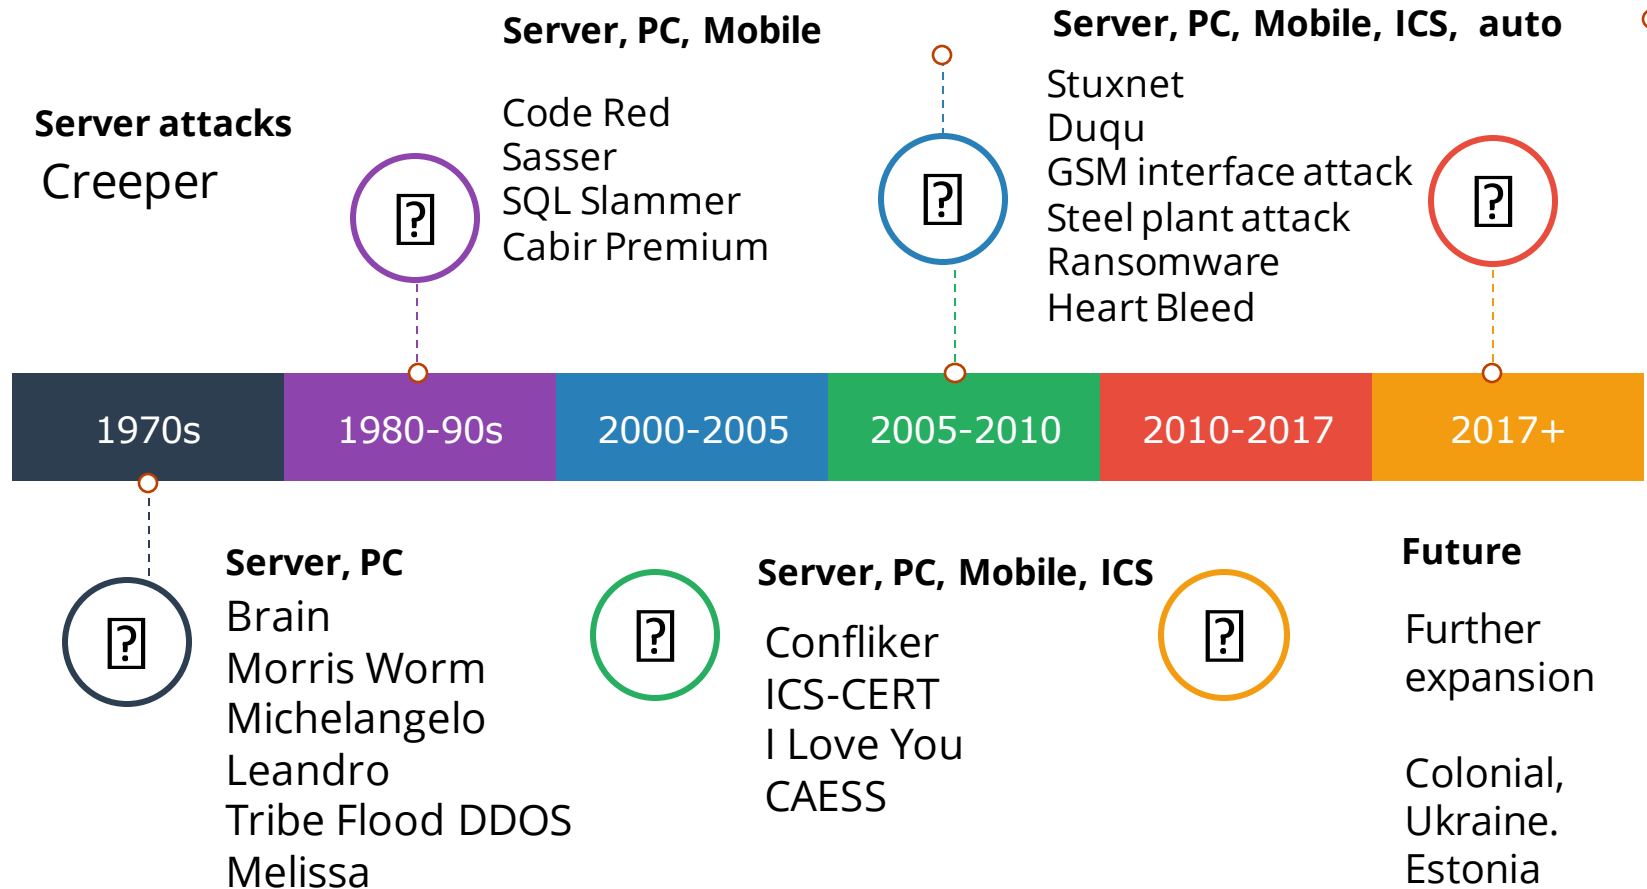 Server attacks
Creeper
Server, PC, Mobile
Code Red
Sasser
SQL Slammer
Cabir Premium
Server, PC, Mobile, ICS, auto
Stuxnet
Duqu
GSM interface attack
Steel plant attack
Ransomware
Heart Bleed
?
?
?
1970s
1980-90s
2000-2005
2005-2010
2010-2017
2017+
?
Server, PC
Brain
Morris Worm
Michelangelo
Leandro
Tribe Flood DDOS
Melissa
?
Server, PC, Mobile, ICS
Confliker
ICS-CERT
I Love You
CAESS
?
Future
Further
expansion
Colonial,
Ukraine.
Estonia